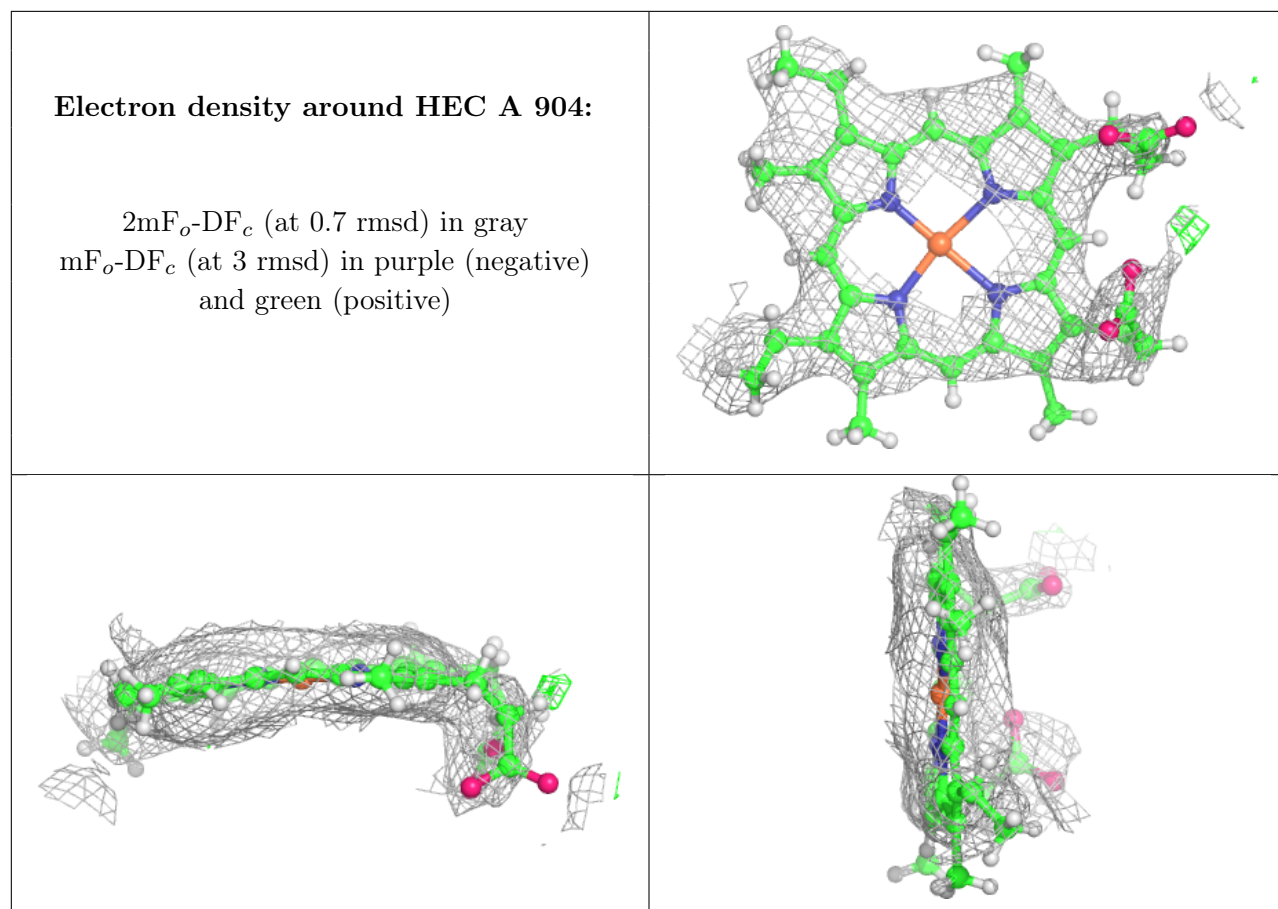 Electron density around HEC A 904:
2mFₒ-DF𝒸 (at 0.7 rmsd) in gray
mFₒ-DF𝒸 (at 3 rmsd) in purple (negative)
and green (positive)